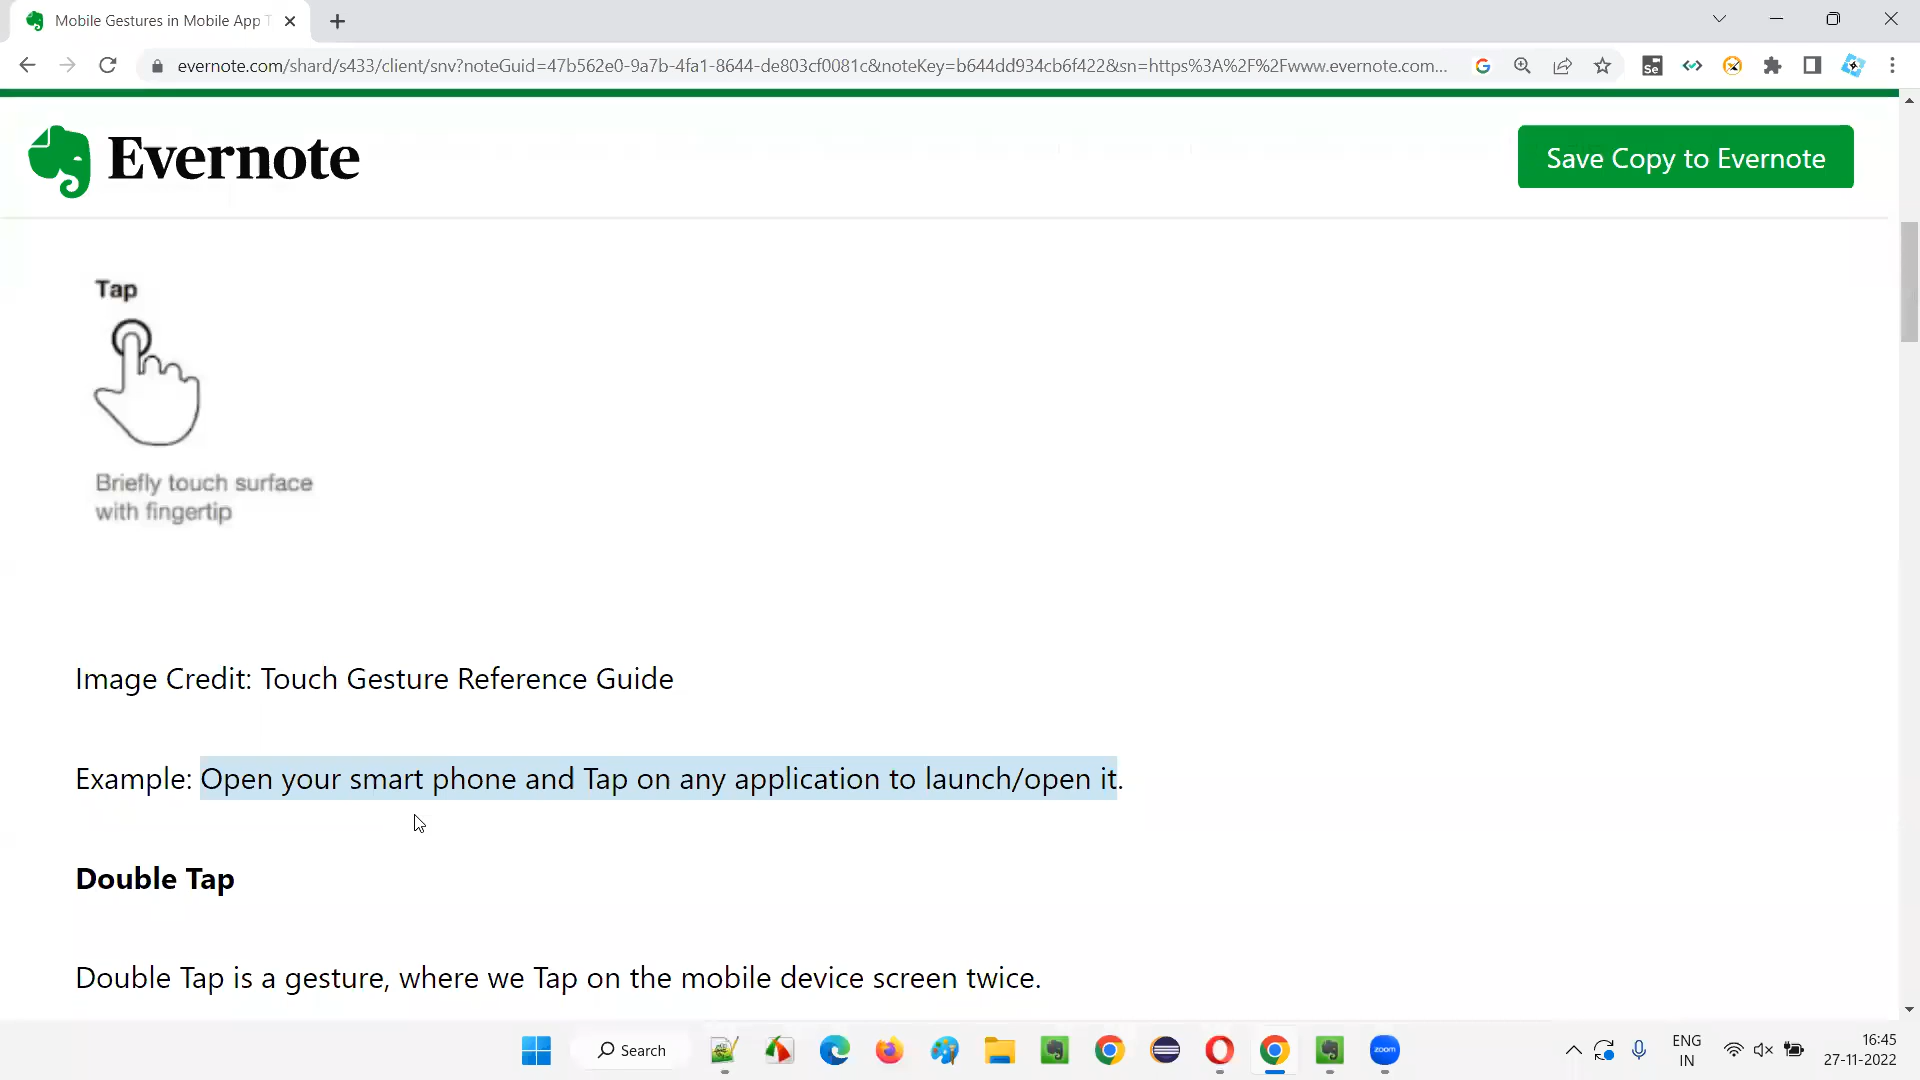 Mobile Gestures in Mobile App T
evernote.com/shard/s433/client/snv?noteGuid=47b562e0-9a7b-4fa1-8644-de803cf0081c&noteKey=b644dd934cb6f422&sn=https%3A%2F%2Fwww.evernote.com...
Se
Evernote
Save Copy to Evernote
Tap
Briefly touch surface
with fingertip
Image Credit: Touch Gesture Reference Guide
Example: Open your smart phone and Tap on any application to launch/open it.
Double Tap
Double Tap is a gesture, where we Tap on the mobile device screen twice.
Search
zoom
ENG
IN
16:45
27-11-2022